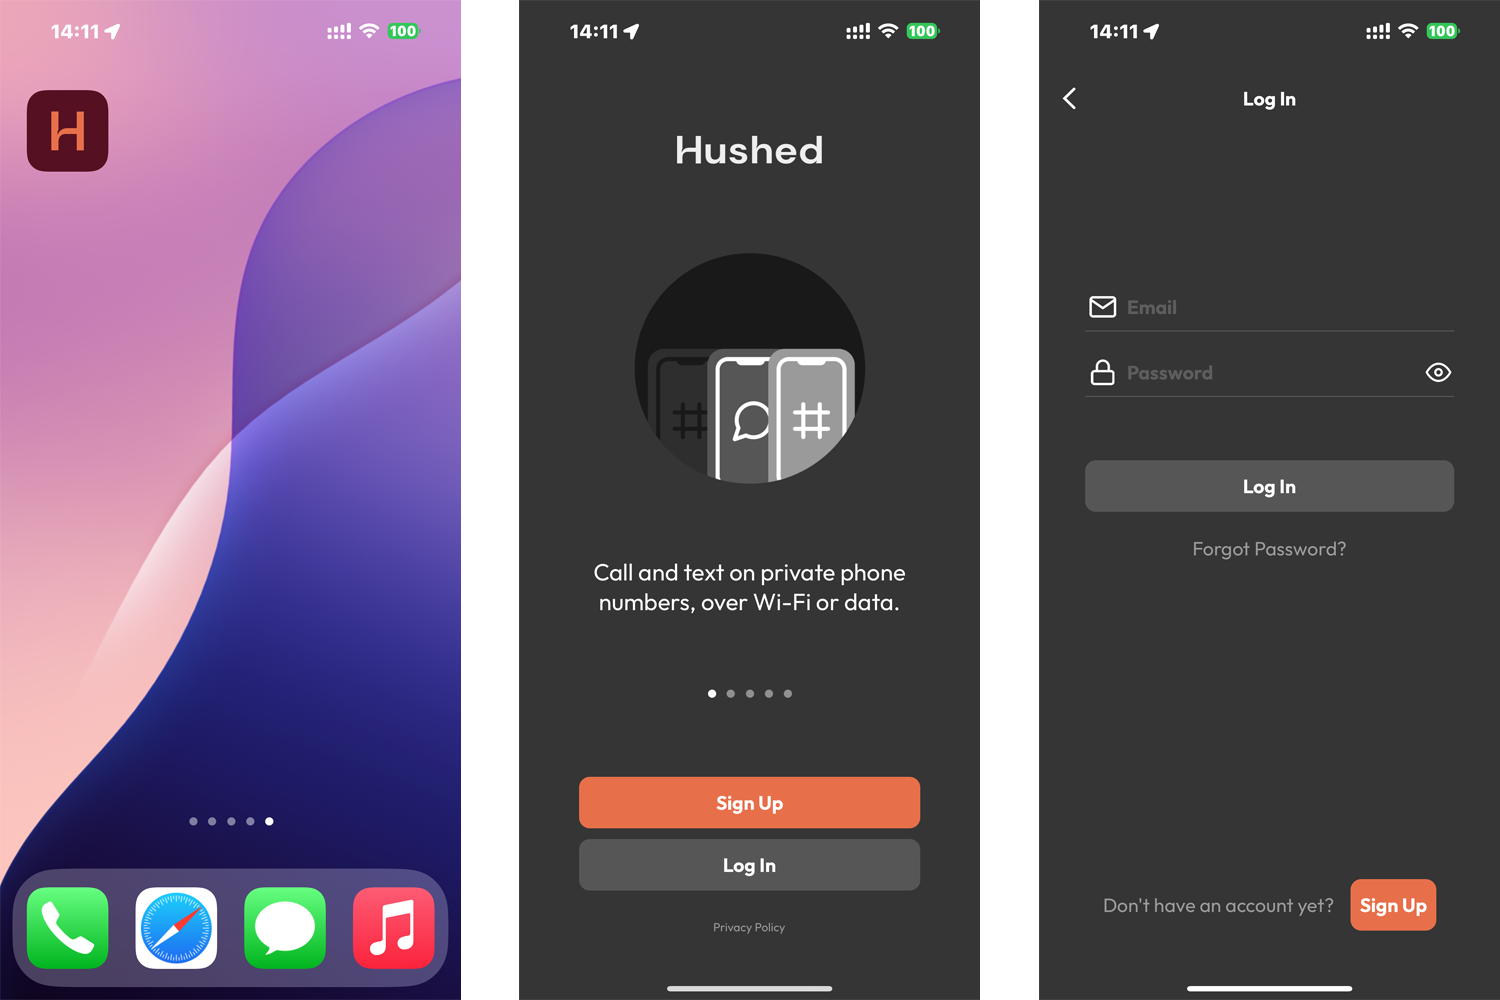 14:11
100
H
14:11
100
Hushed
Call and text on private phone
numbers, over Wi-Fi or data.
Sign Up
Log In
Privacy Policy
14:11
100
Log In
Email
Password
Log In
Forgot Password?
Don't have an account yet?
Sign Up